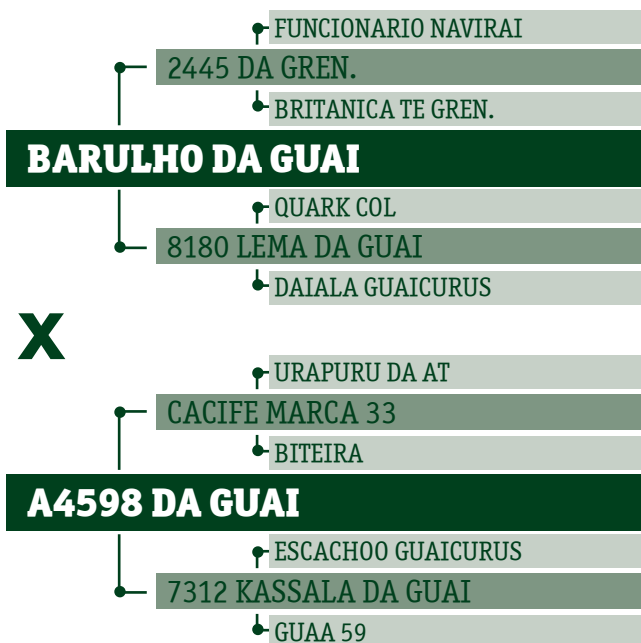 FUNCIONARIO NAVIRAI
2445 DA GREN.
BRITANICA TE GREN.
BARULHO DA GUAI
QUARK COL
8180 LEMA DA GUAI
DAIALA GUAICURUS
X
URAPURU DA AT
CACIFE MARCA 33
BITEIRA
A4598 DA GUAI
ESCACHOO GUAICURUS
7312 KASSALA DA GUAI
GUAA 59